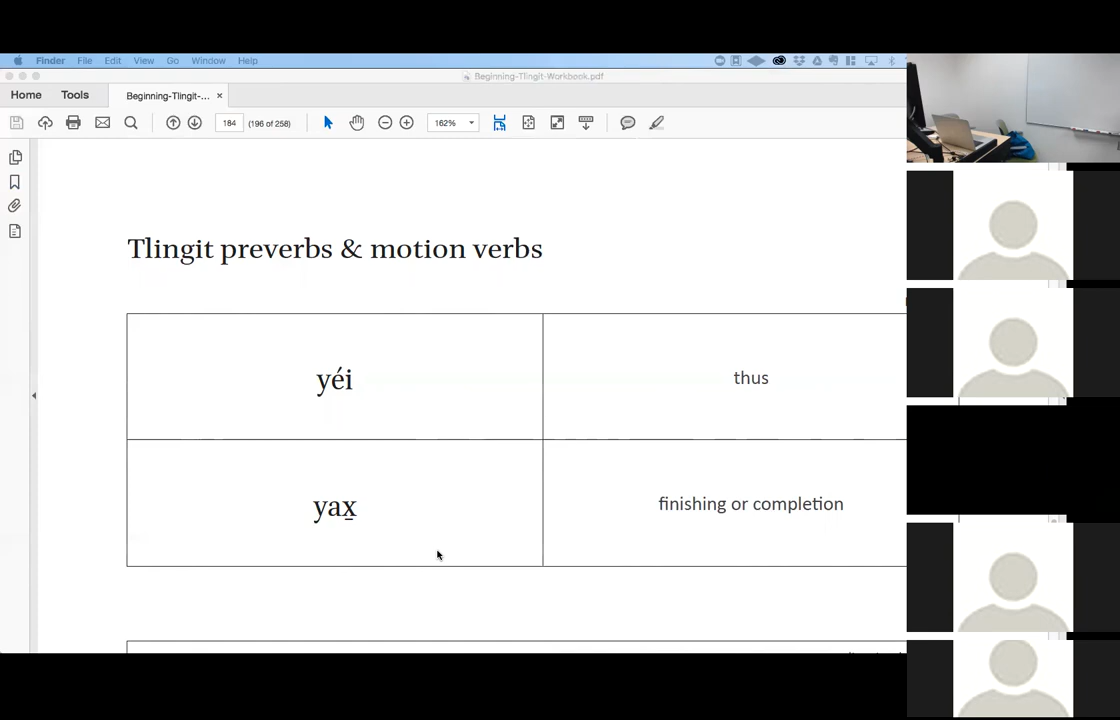 Finder File Edit View Go Window Help
Beginning-Tlingit-Workbook.pdf
Home Tools Beginning-Tlingit-... ×
184 (196 of 258) 162%
Tlingit preverbs & motion verbs
yéi thus
yax̱ finishing or completion